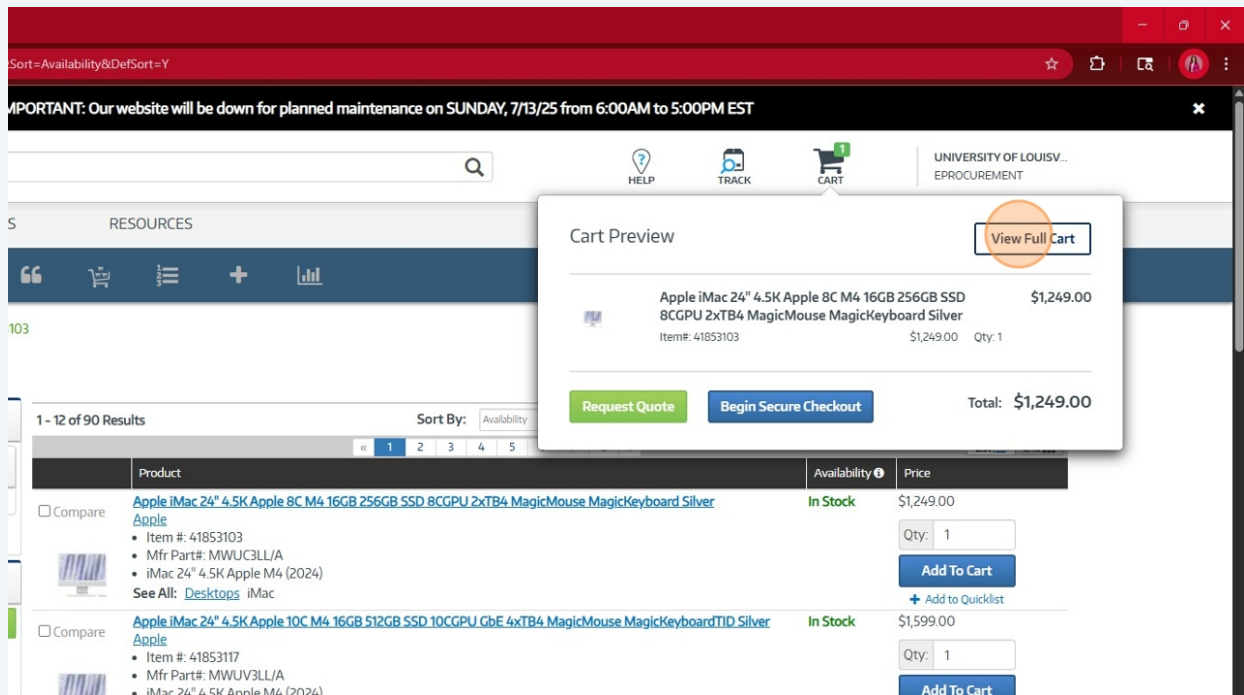 Sort=Availability&DefSort=Y
MPORTANT: Our website will be down for planned maintenance on SUNDAY, 7/13/25 from 6:00AM to 5:00PM EST
HELP
TRACK
1
CART
UNIVERSITY OF LOUISV...
EPROCUREMENT
S
RESOURCES
Cart Preview
View Full Cart
Apple iMac 24" 4.5K Apple 8C M4 16GB 256GB SSD
8CGPU 2xTB4 MagicMouse MagicKeyboard Silver
$1,249.00
Item#: 41853103
$1,249.00 Qty: 1
Request Quote
Begin Secure Checkout
Total: $1,249.00
103
1 - 12 of 90 Results
Sort By: Availability
« 1 2 3 4 5
Product
Availability
Price
Compare
Apple iMac 24" 4.5K Apple 8C M4 16GB 256GB SSD 8CGPU 2xTB4 MagicMouse MagicKeyboard Silver
In Stock
$1,249.00
Apple
• Item #: 41853103
Qty: 1
• Mfr Part#: MWUC3LL/A
• iMac 24" 4.5K Apple M4 (2024)
Add To Cart
See All: Desktops iMac
+ Add to Quicklist
Compare
Apple iMac 24" 4.5K Apple 10C M4 16GB 512GB SSD 10CGPU GbE 4xTB4 MagicMouse MagicKeyboardTID Silver
In Stock
$1,599.00
Apple
• Item #: 41853117
Qty: 1
• Mfr Part#: MWUV3LL/A
• iMac 24" 4.5K Apple M4 (2024)
Add To Cart